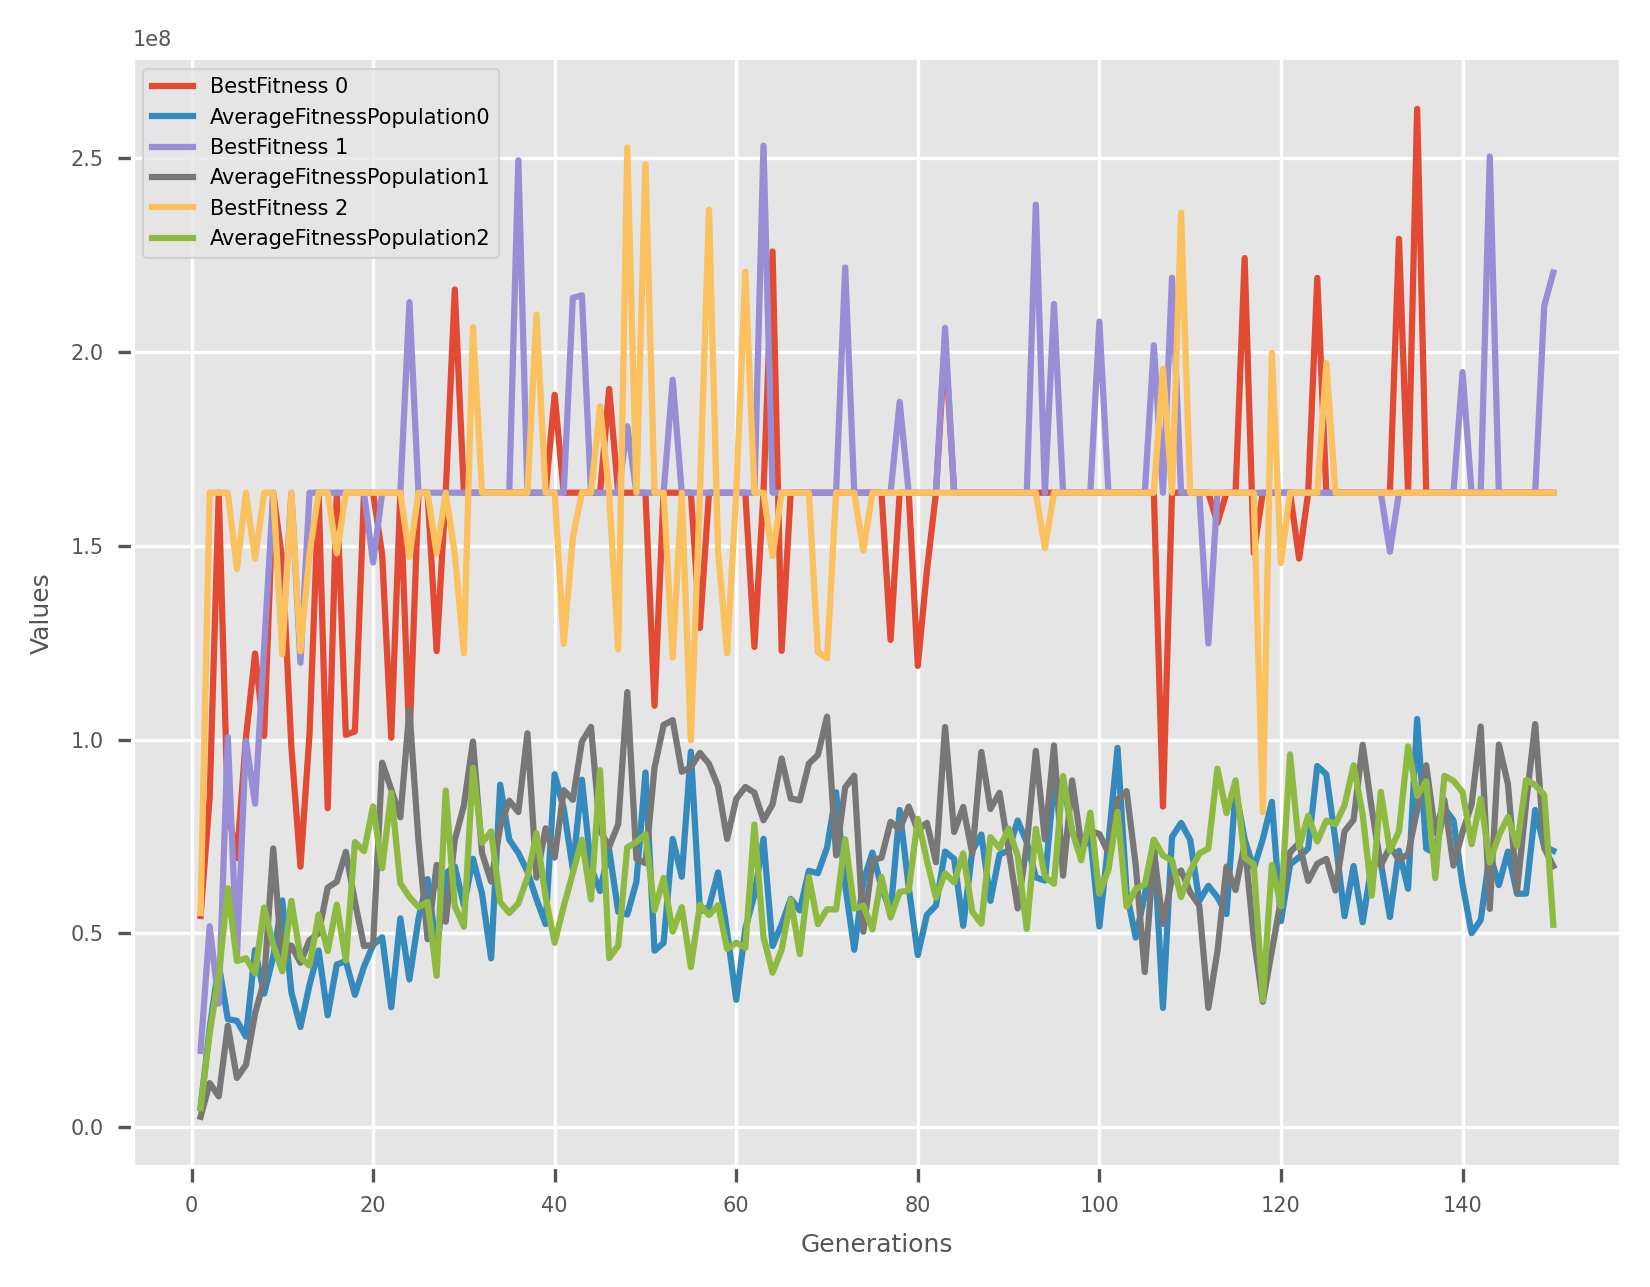 1e8
BestFitness 0
AverageFitnessPopulation0
BestFitness 1
AverageFitnessPopulation1
BestFitness 2
AverageFitnessPopulation2
2.5
2.0
1.5
1.0
0.5
0.0
Values
0 20 40 60 80 100 120 140
Generations